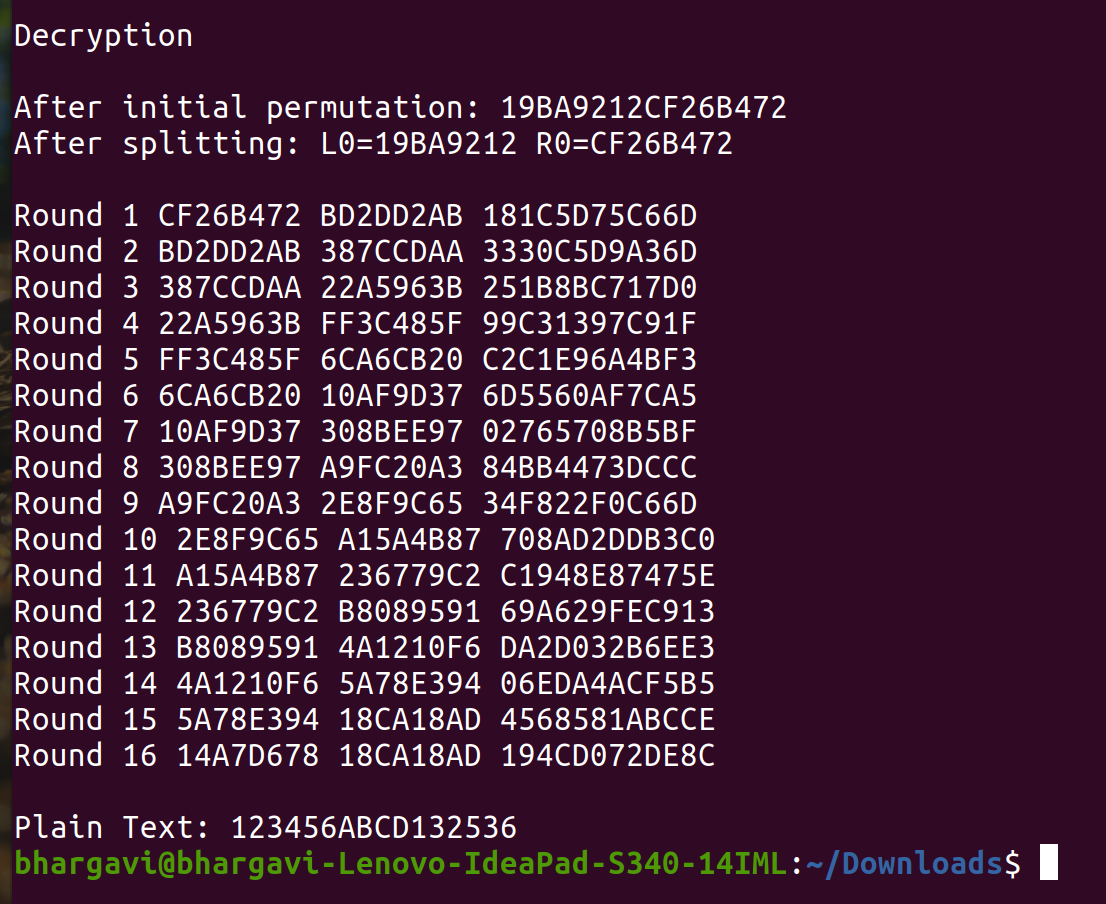 Decryption
After initial permutation: 19BA9212CF26B472
After splitting: L0=19BA9212 R0=CF26B472
Round 1 CF26B472 BD2DD2AB 181C5D75C66D
Round 2 BD2DD2AB 387CCDAA 3330C5D9A36D
Round 3 387CCDAA 22A5963B 251B8BC717D0
Round 4 22A5963B FF3C485F 99C31397C91F
Round 5 FF3C485F 6CA6CB20 C2C1E96A4BF3
Round 6 6CA6CB20 10AF9D37 6D5560AF7CA5
Round 7 10AF9D37 308BEE97 02765708B5BF
Round 8 308BEE97 A9FC20A3 84BB4473DCCC
Round 9 A9FC20A3 2E8F9C65 34F822F0C66D
Round 10 2E8F9C65 A15A4B87 708AD2DDB3C0
Round 11 A15A4B87 236779C2 C1948E87475E
Round 12 236779C2 B8089591 69A629FEC913
Round 13 B8089591 4A1210F6 DA2D032B6EE3
Round 14 4A1210F6 5A78E394 06EDA4ACF5B5
Round 15 5A78E394 18CA18AD 4568581ABCCE
Round 16 14A7D678 18CA18AD 194CD072DE8C
Plain Text: 123456ABCD132536
bhargavi@bhargavi-Lenovo-IdeaPad-S340-14IML:~/Downloads$